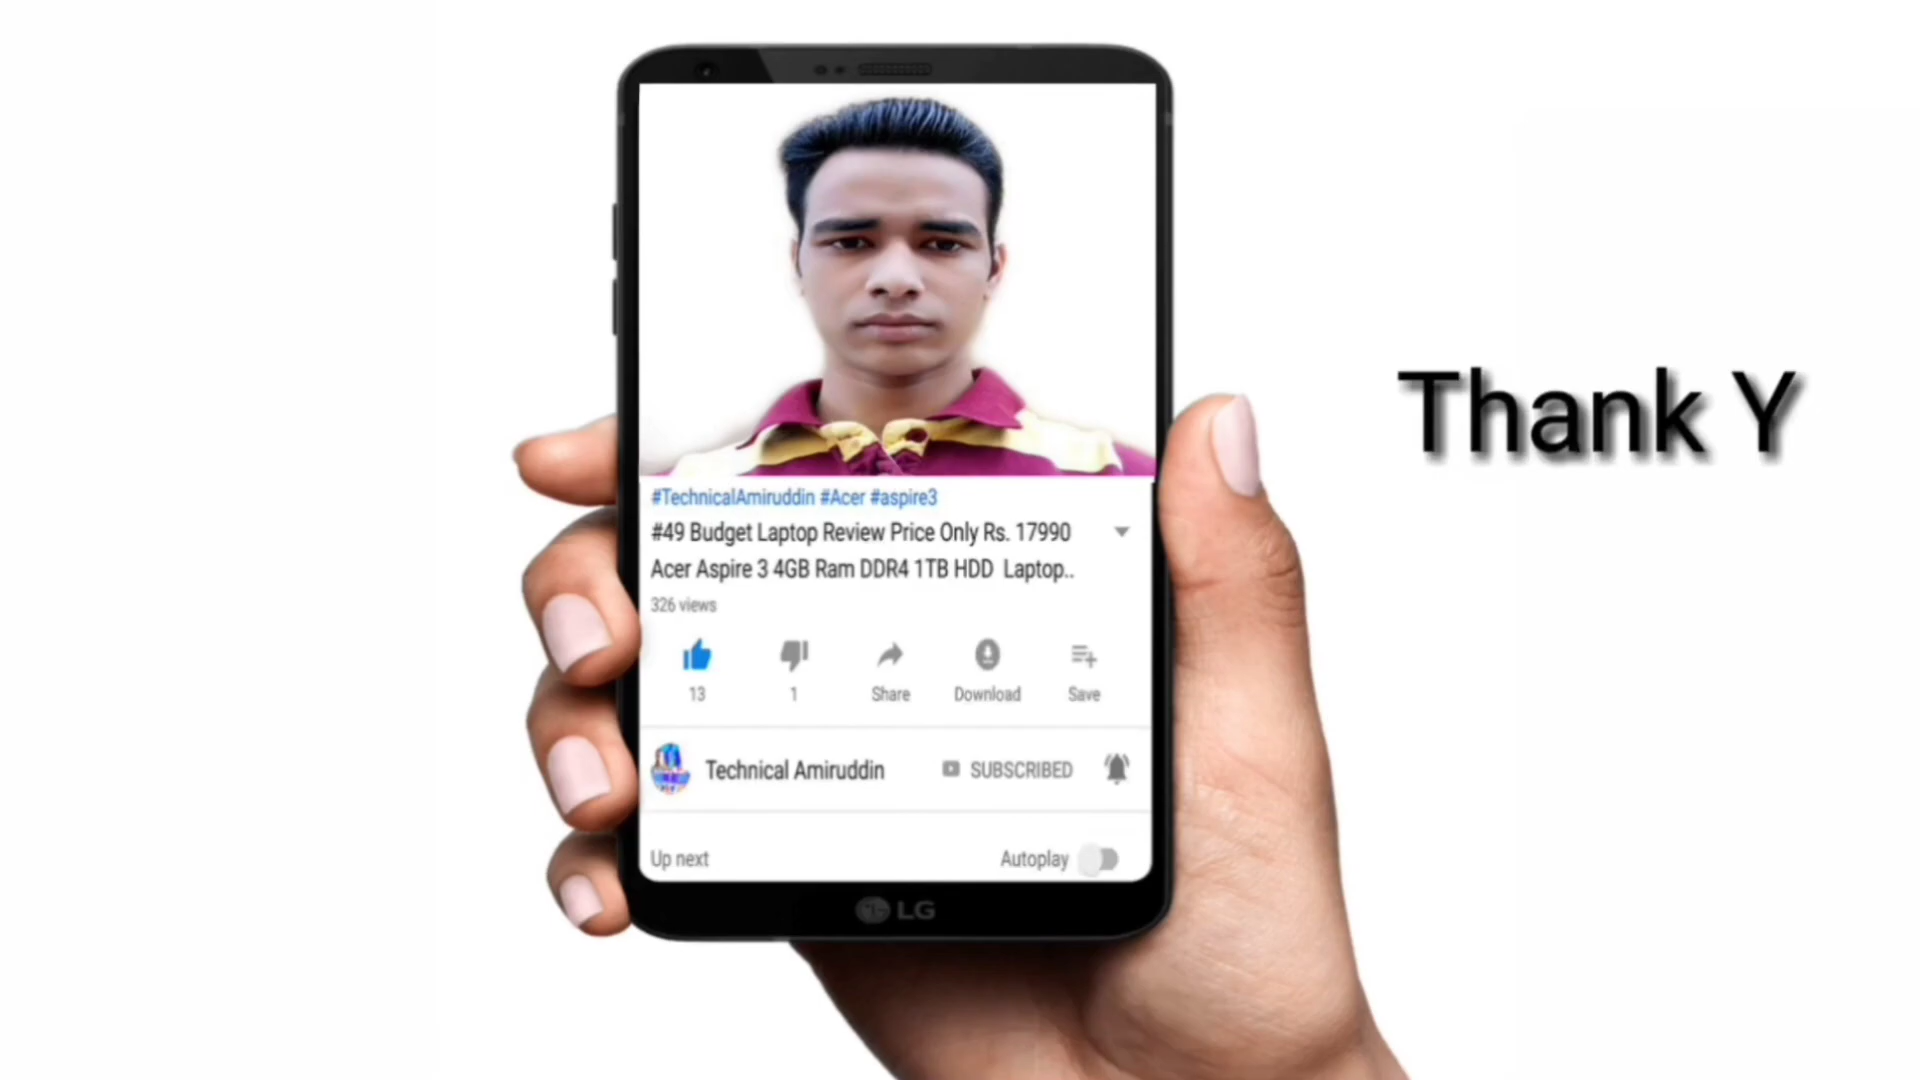 #TechnicalAmiruddin #Acer #aspire3
#49 Budget Laptop Review Price Only Rs. 17990
Acer Aspire 3 4GB Ram DDR4 1TB HDD Laptop..
326 views
13
1
Share
Download
Save
Technical Amiruddin
SUBSCRIBED
Up next
Autoplay
LG
Thank Y